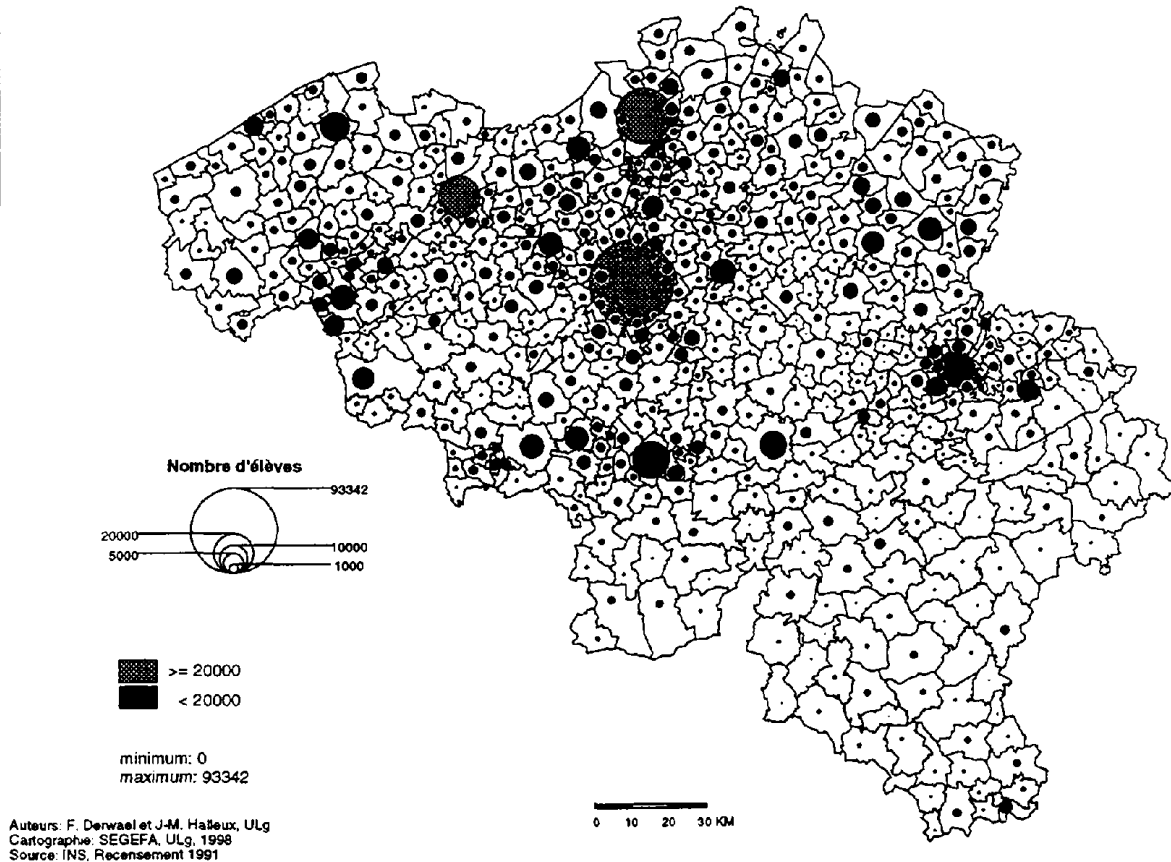 Nombre d'élèves
93342
20000
10000
5000
1000
>= 20000
< 20000
minimum: 0
maximum: 93342
0 10 20 30 KM
Auteurs: F. Derwael et J-M. Halleux, ULg
Cartographie: SEGEFA, ULg, 1998
Source: INS, Recensement 1991